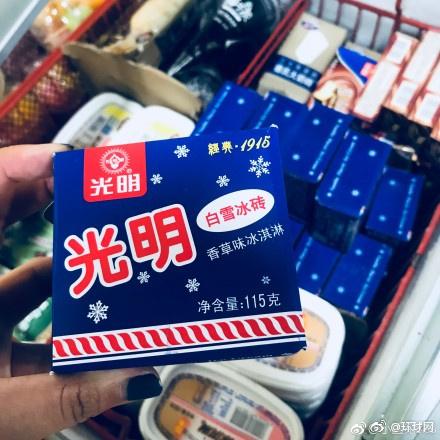 光明
經典·1915
光明
白雪冰砖
香草味冰淇淋
净含量:115克
@环球网